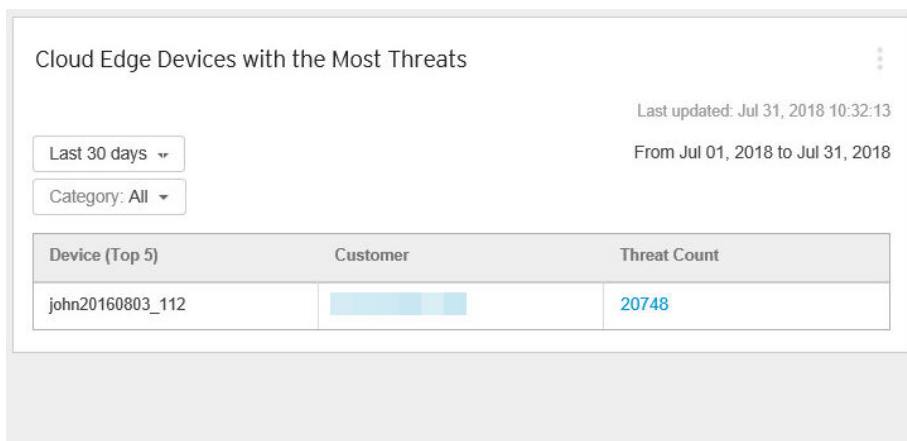 Cloud Edge Devices with the Most Threats
Last updated: Jul 31, 2018 10:32:13
Last 30 days
From Jul 01, 2018 to Jul 31, 2018
Category: All
Device (Top 5) Customer Threat Count
john20160803_112 20748